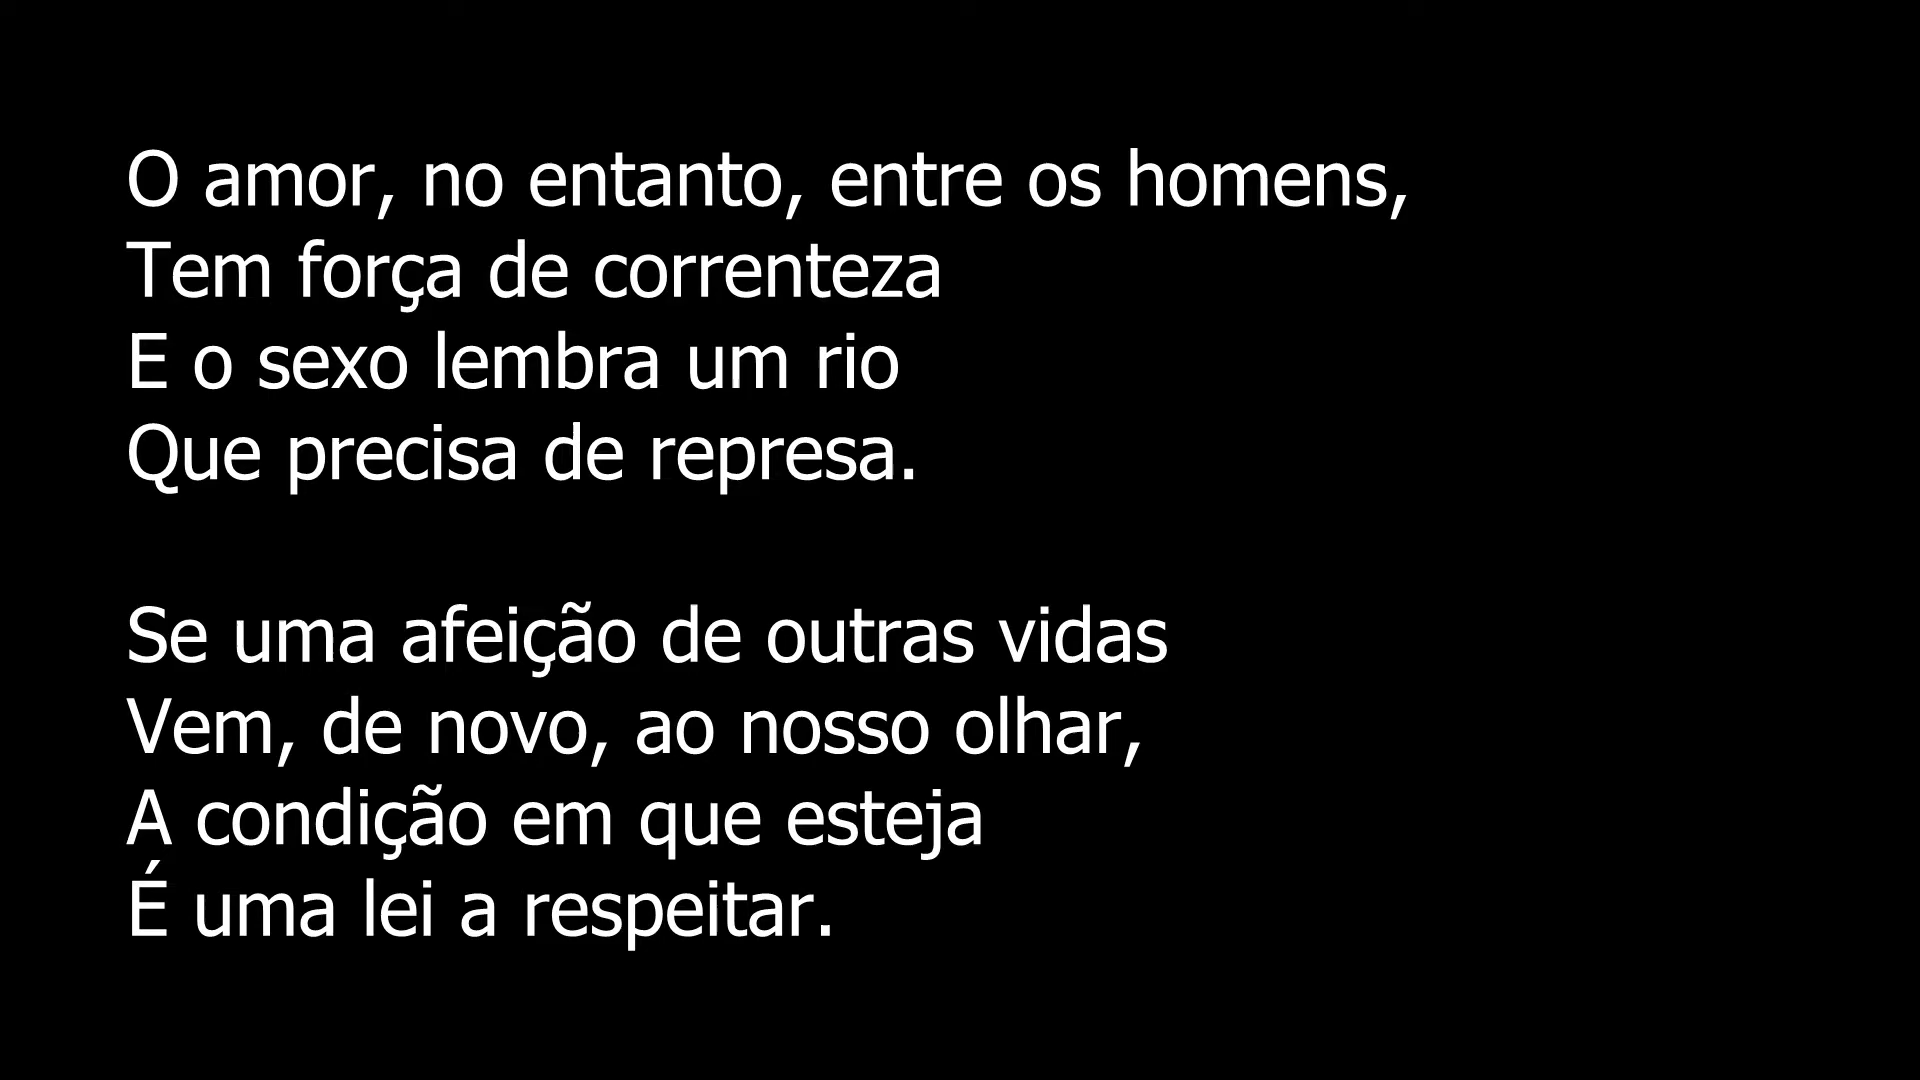 O amor, no entanto, entre os homens,
Tem força de correnteza
E o sexo lembra um rio
Que precisa de represa.
Se uma afeição de outras vidas
Vem, de novo, ao nosso olhar,
A condição em que esteja
É uma lei a respeitar.